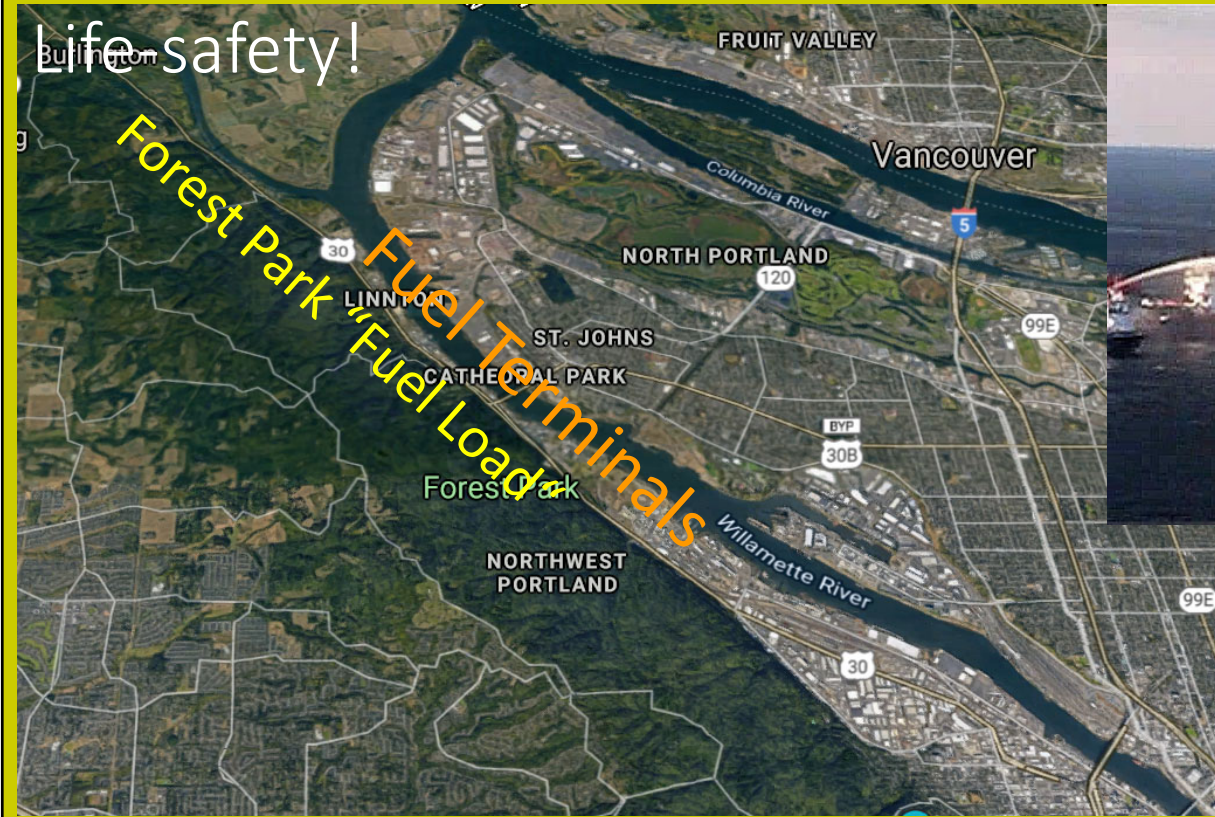 Life-safety!
Burlington
FRUIT VALLEY
Vancouver
Columbia River
5
Forest Park “Fuel Load“
30
Fuel Terminals
LINNTON
NORTH PORTLAND
120
99E
ST. JOHNS
CATHEDRAL PARK
BYP
30B
Forest Park
Willamette River
NORTHWEST
PORTLAND
99E
30